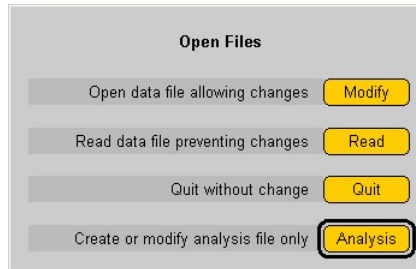 Open Files
Open data file allowing changes Modify
Read data file preventing changes Read
Quit without change Quit
Create or modify analysis file only Analysis